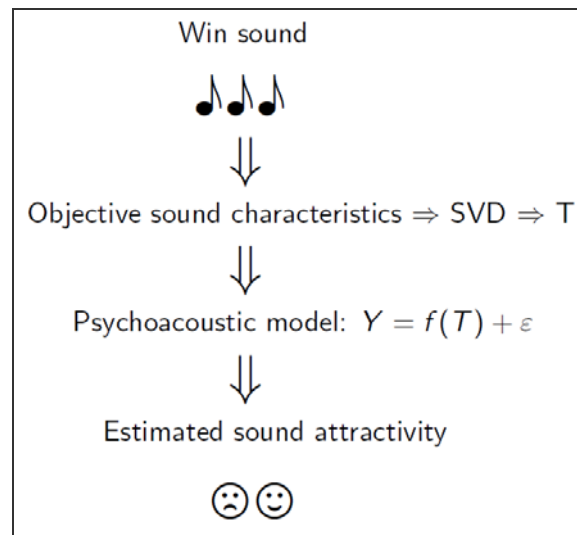 Win sound
Objective sound characteristics ⇒ SVD ⇒ T
Psychoacoustic model: Y = f(T) + ε
Estimated sound attractivity